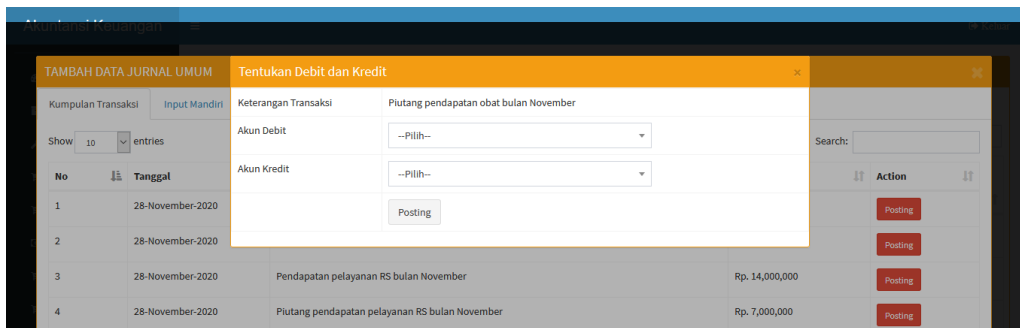 Akuntansi Keuangan
Keluar
TAMBAH DATA JURNAL UMUM
Tentukan Debit dan Kredit
×
Kumpulan Transaksi
Input Mandiri
Keterangan Transaksi
Piutang pendapatan obat bulan November
Akun Debit
--Pilih--
Show 10 entries
Search:
Akun Kredit
--Pilih--
No
Tanggal
Action
Posting
1
28-November-2020
Posting
2
28-November-2020
Posting
3
28-November-2020
Pendapatan pelayanan RS bulan November
Rp. 14,000,000
Posting
4
28-November-2020
Piutang pendapatan pelayanan RS bulan November
Rp. 7,000,000
Posting